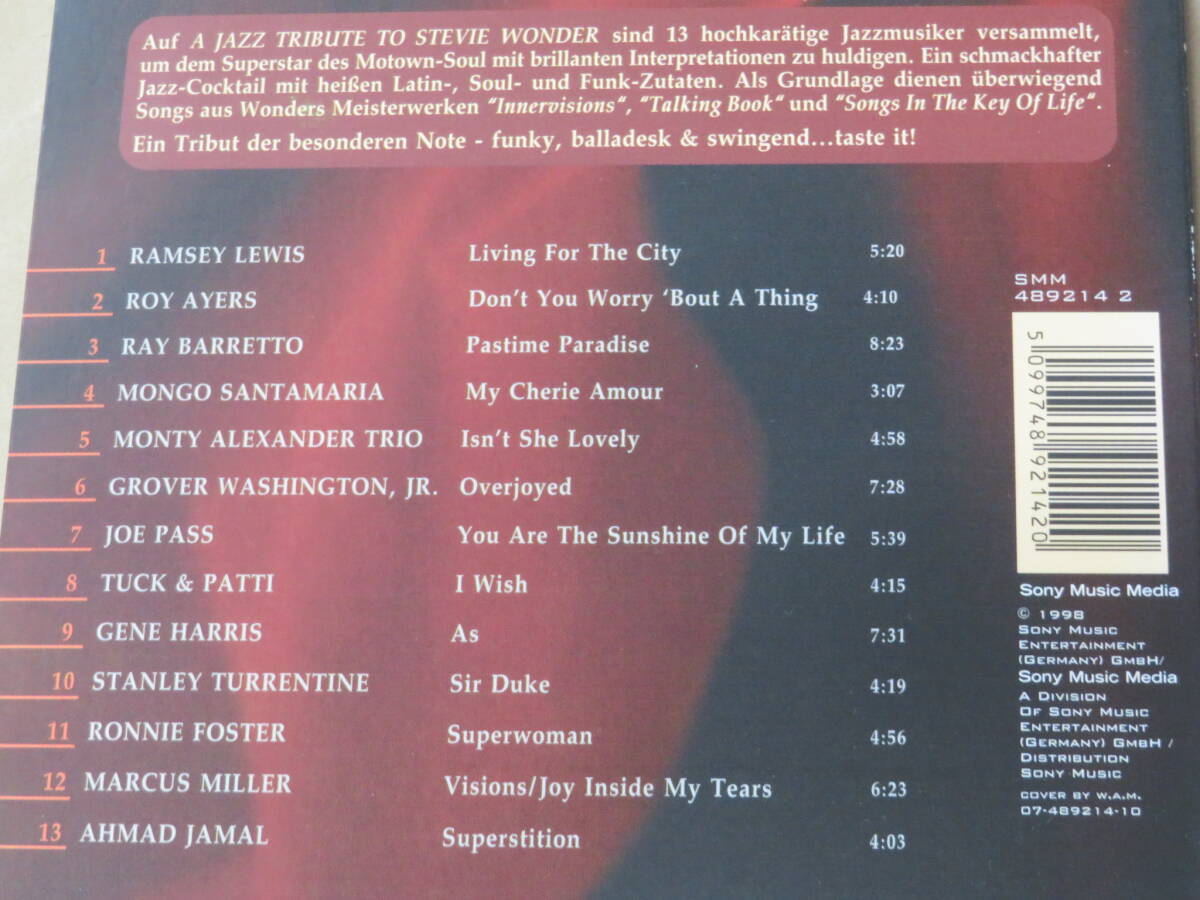 Auf A JAZZ TRIBUTE TO STEVIE WONDER sind 13 hochkarätige Jazzmusiker versammelt,
um dem Superstar des Motown-Soul mit brillanten Interpretationen zu huldigen. Ein schmackhafter
Jazz-Cocktail mit heißen Latin-, Soul- und Funk-Zutaten. Als Grundlage dienen überwiegend
Songs aus Wonders Meisterwerken "Innervisions", "Talking Book" und "Songs In The Key Of Life".
Ein Tribut der besonderen Note - funky, balladesk & swingend...taste it!
1 RAMSEY LEWIS Living For The City 5:20
2 ROY AYERS Don't You Worry 'Bout A Thing 4:10
3 RAY BARRETTO Pastime Paradise 8:23
4 MONGO SANTAMARIA My Cherie Amour 3:07
5 MONTY ALEXANDER TRIO Isn't She Lovely 4:58
6 GROVER WASHINGTON, JR. Overjoyed 7:28
7 JOE PASS You Are The Sunshine Of My Life 5:39
8 TUCK & PATTI I Wish 4:15
9 GENE HARRIS As 7:31
10 STANLEY TURRENTINE Sir Duke 4:19
11 RONNIE FOSTER Superwoman 4:56
12 MARCUS MILLER Visions/Joy Inside My Tears 6:23
13 AHMAD JAMAL Superstition 4:03
SMM
489214 2
5 099748 921420
Sony Music Media
© 1998
SONY MUSIC
ENTERTAINMENT
(GERMANY) GMBH/
Sony Music Media
A DIVISION
OF SONY MUSIC
ENTERTAINMENT
(GERMANY) GMBH /
DISTRIBUTION
SONY MUSIC
COVER BY W.A.M.
07-489214-10